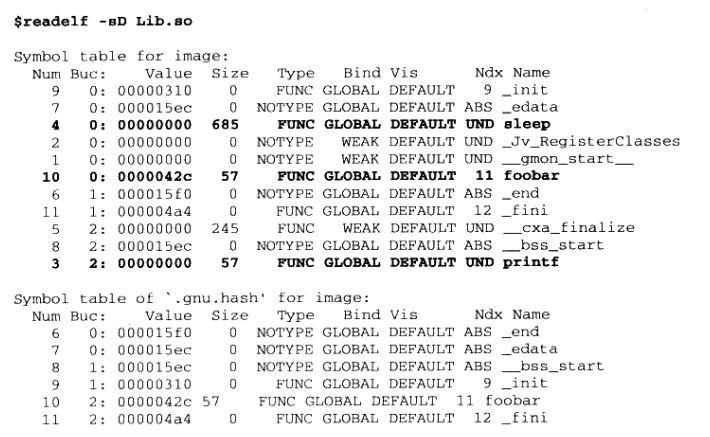 $readelf -sD Lib.so
Symbol table for image:
Num Buc: Value Size Type Bind Vis Ndx Name
9 0: 00000310 0 FUNC GLOBAL DEFAULT 9 _init
7 0: 000015ec 0 NOTYPE GLOBAL DEFAULT ABS _edata
4 0: 00000000 685 FUNC GLOBAL DEFAULT UND sleep
2 0: 00000000 0 NOTYPE WEAK DEFAULT UND _Jv_RegisterClasses
1 0: 00000000 0 NOTYPE WEAK DEFAULT UND __gmon_start__
10 0: 0000042c 57 FUNC GLOBAL DEFAULT 11 foobar
6 1: 000015f0 0 NOTYPE GLOBAL DEFAULT ABS _end
11 1: 000004a4 0 FUNC GLOBAL DEFAULT 12 _fini
5 2: 00000000 245 FUNC WEAK DEFAULT UND __cxa_finalize
8 2: 000015ec 0 NOTYPE GLOBAL DEFAULT ABS __bss_start
3 2: 00000000 57 FUNC GLOBAL DEFAULT UND printf
Symbol table of `.gnu.hash' for image:
Num Buc: Value Size Type Bind Vis Ndx Name
6 0: 000015f0 0 NOTYPE GLOBAL DEFAULT ABS _end
7 0: 000015ec 0 NOTYPE GLOBAL DEFAULT ABS _edata
8 1: 000015ec 0 NOTYPE GLOBAL DEFAULT ABS __bss_start
9 1: 00000310 0 FUNC GLOBAL DEFAULT 9 _init
10 2: 0000042c 57 FUNC GLOBAL DEFAULT 11 foobar
11 2: 000004a4 0 FUNC GLOBAL DEFAULT 12 _fini